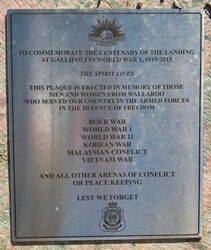 TO COMMEMORATE THE CENTENARY OF THE LANDING
AT GALLIPOLI IN WORLD WAR 1, 1915-2015
THE SPIRIT LIVES
THIS PLAQUE IS ERECTED IN MEMORY OF THOSE
MEN AND WOMEN FROM WALLAROO
WHO SERVED OUR COUNTRY IN THE ARMED FORCES
IN THE DEFENCE OF FREEDOM
BOER WAR
WORLD WAR I
WORLD WAR II
KOREAN WAR
MALAYSIAN CONFLICT
VIETNAM WAR
AND ALL OTHER ARENAS OF CONFLICT
OR PEACE KEEPING
LEST WE FORGET